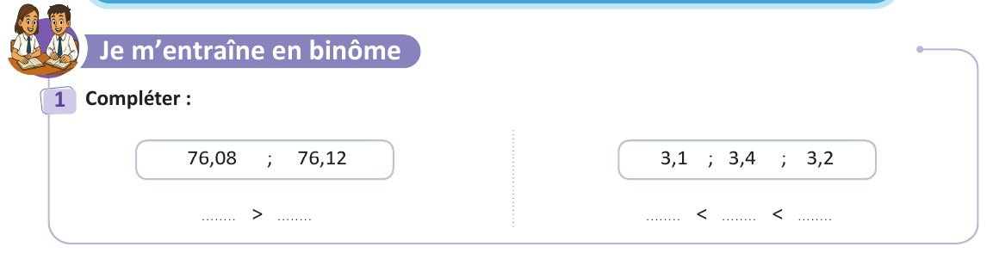 Je m'entraîne en binôme
1 Compléter :
76,08 ; 76,12
........ > ........
3,1 ; 3,4 ; 3,2
........ < ........ < ........